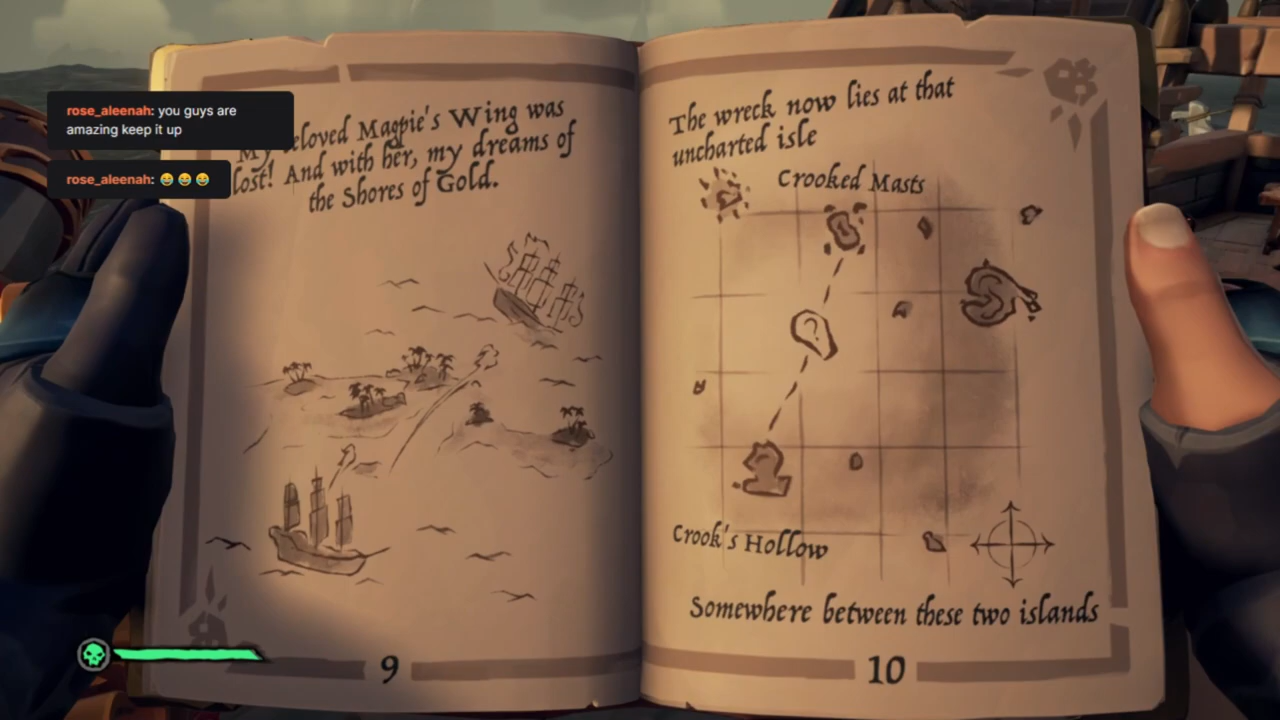 rose_aleenah: you guys are
amazing keep it up
rose_aleenah: 😂 😂 😂
My beloved Magpie's Wing was
lost! And with her, my dreams of
the Shores of Gold.
9
The wreck now lies at that
uncharted isle
Crooked Masts
?
Crook's Hollow
Somewhere between these two islands
10